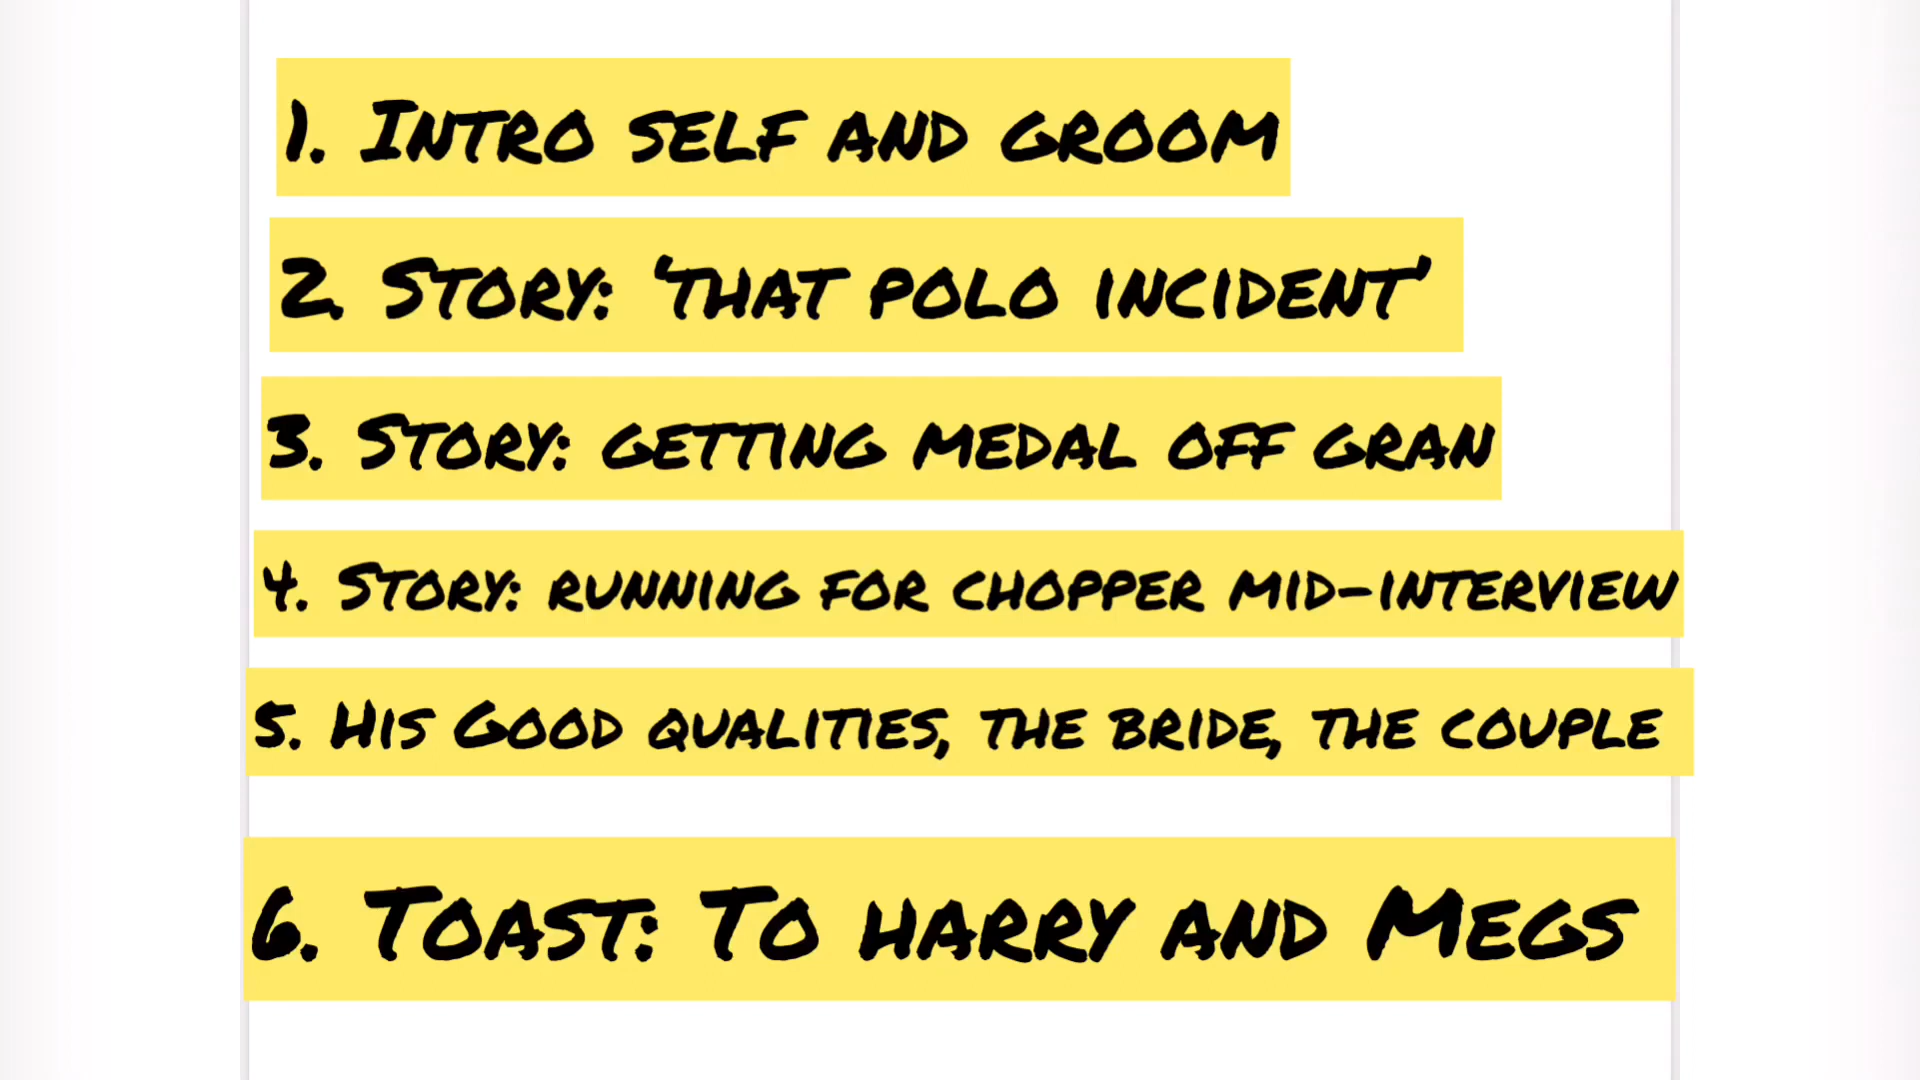 1. Intro self and groom
2. Story: 'that polo incident'
3. Story: getting medal off gran
4. Story: running for chopper mid-interview
5. His Good qualities, the bride, the couple
6. Toast: To harry and Megs